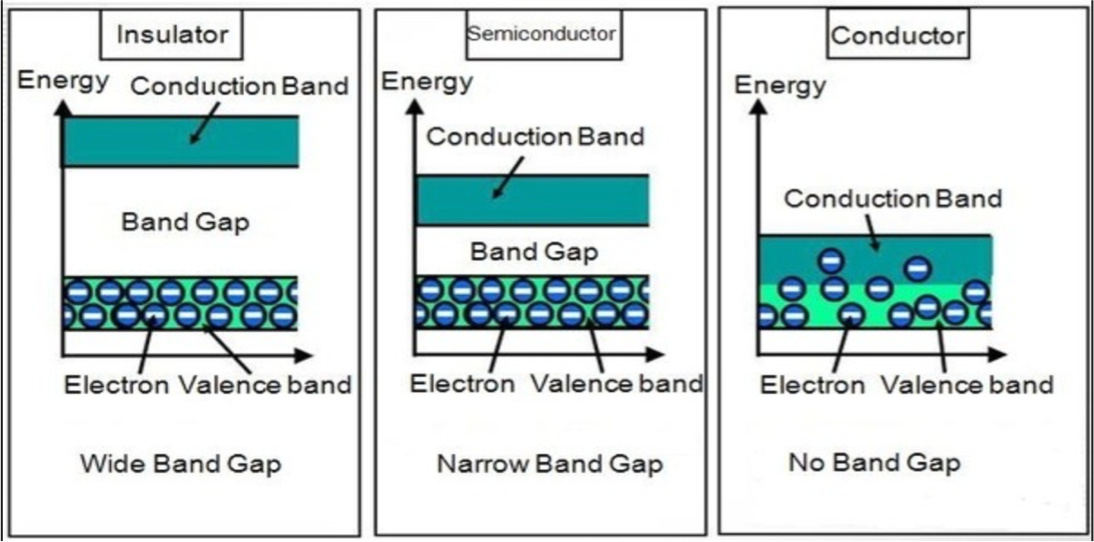 Insulator
Energy
Conduction Band
Band Gap
Electron
Valence band
Wide Band Gap
Semiconductor
Energy
Conduction Band
Band Gap
Electron
Valence band
Narrow Band Gap
Conductor
Energy
Conduction Band
Electron
Valence band
No Band Gap